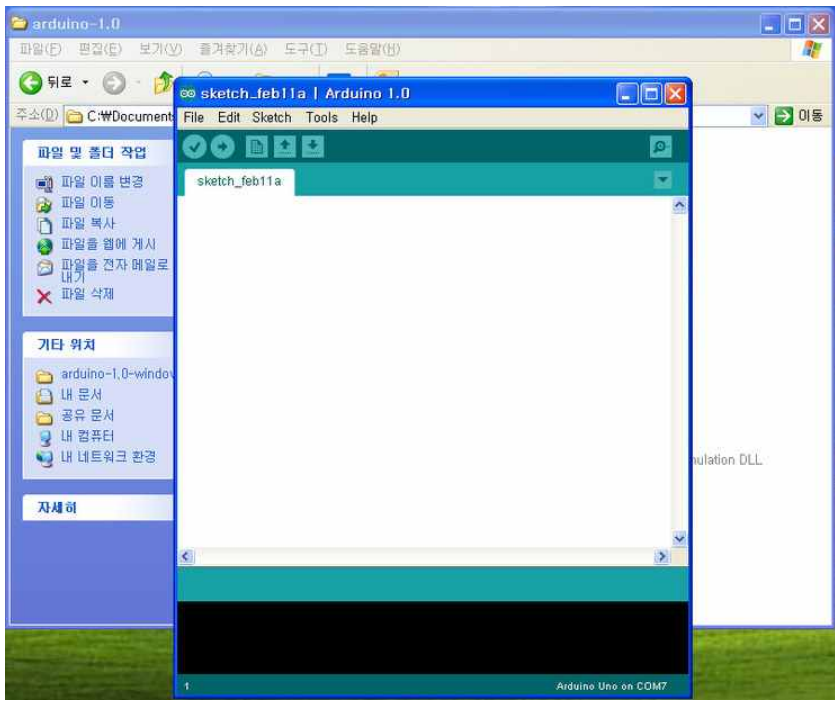 arduino-1.0
파일(F) 편집(E) 보기(V) 즐겨찾기(A) 도구(T) 도움말(H)
뒤로
주소(D) C:₩Document 이동
파일 및 폴더 작업
파일 이름 변경
파일 이동
파일 복사
파일을 웹에 게시
파일을 전자 메일로
내기
파일 삭제
기타 위치
arduino-1.0-window
내 문서
공유 문서
내 컴퓨터
내 네트워크 환경
자세히
sketch_feb11a | Arduino 1.0
File Edit Sketch Tools Help
sketch_feb11a
mulation DLL
1
Arduino Uno on COM7